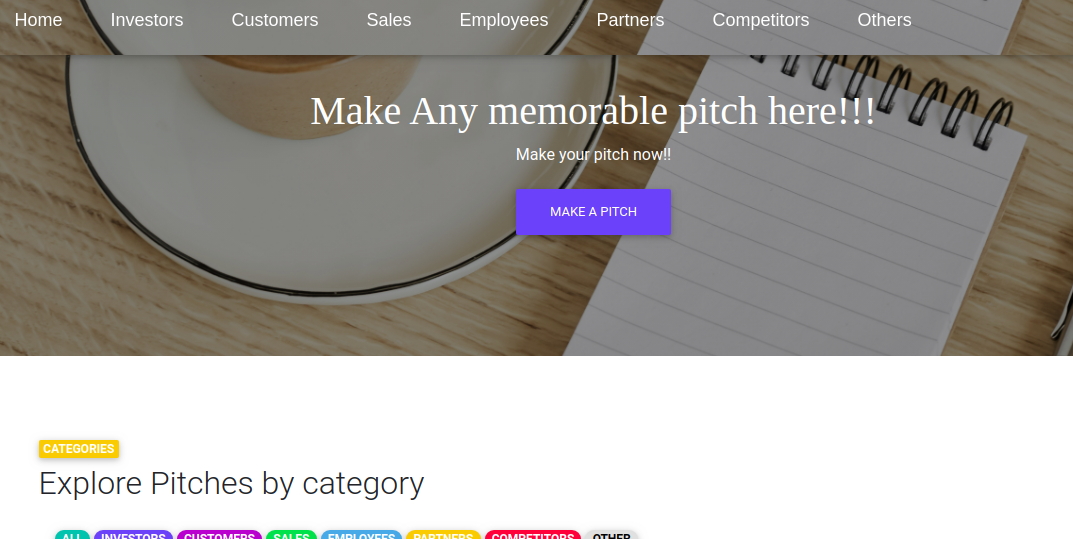 Home Investors Customers Sales Employees Partners Competitors Others
Make Any memorable pitch here!!!
Make your pitch now!!
MAKE A PITCH
CATEGORIES
Explore Pitches by category
ALL INVESTORS CUSTOMERS SALES EMPLOYEES PARTNERS COMPETITORS OTHER